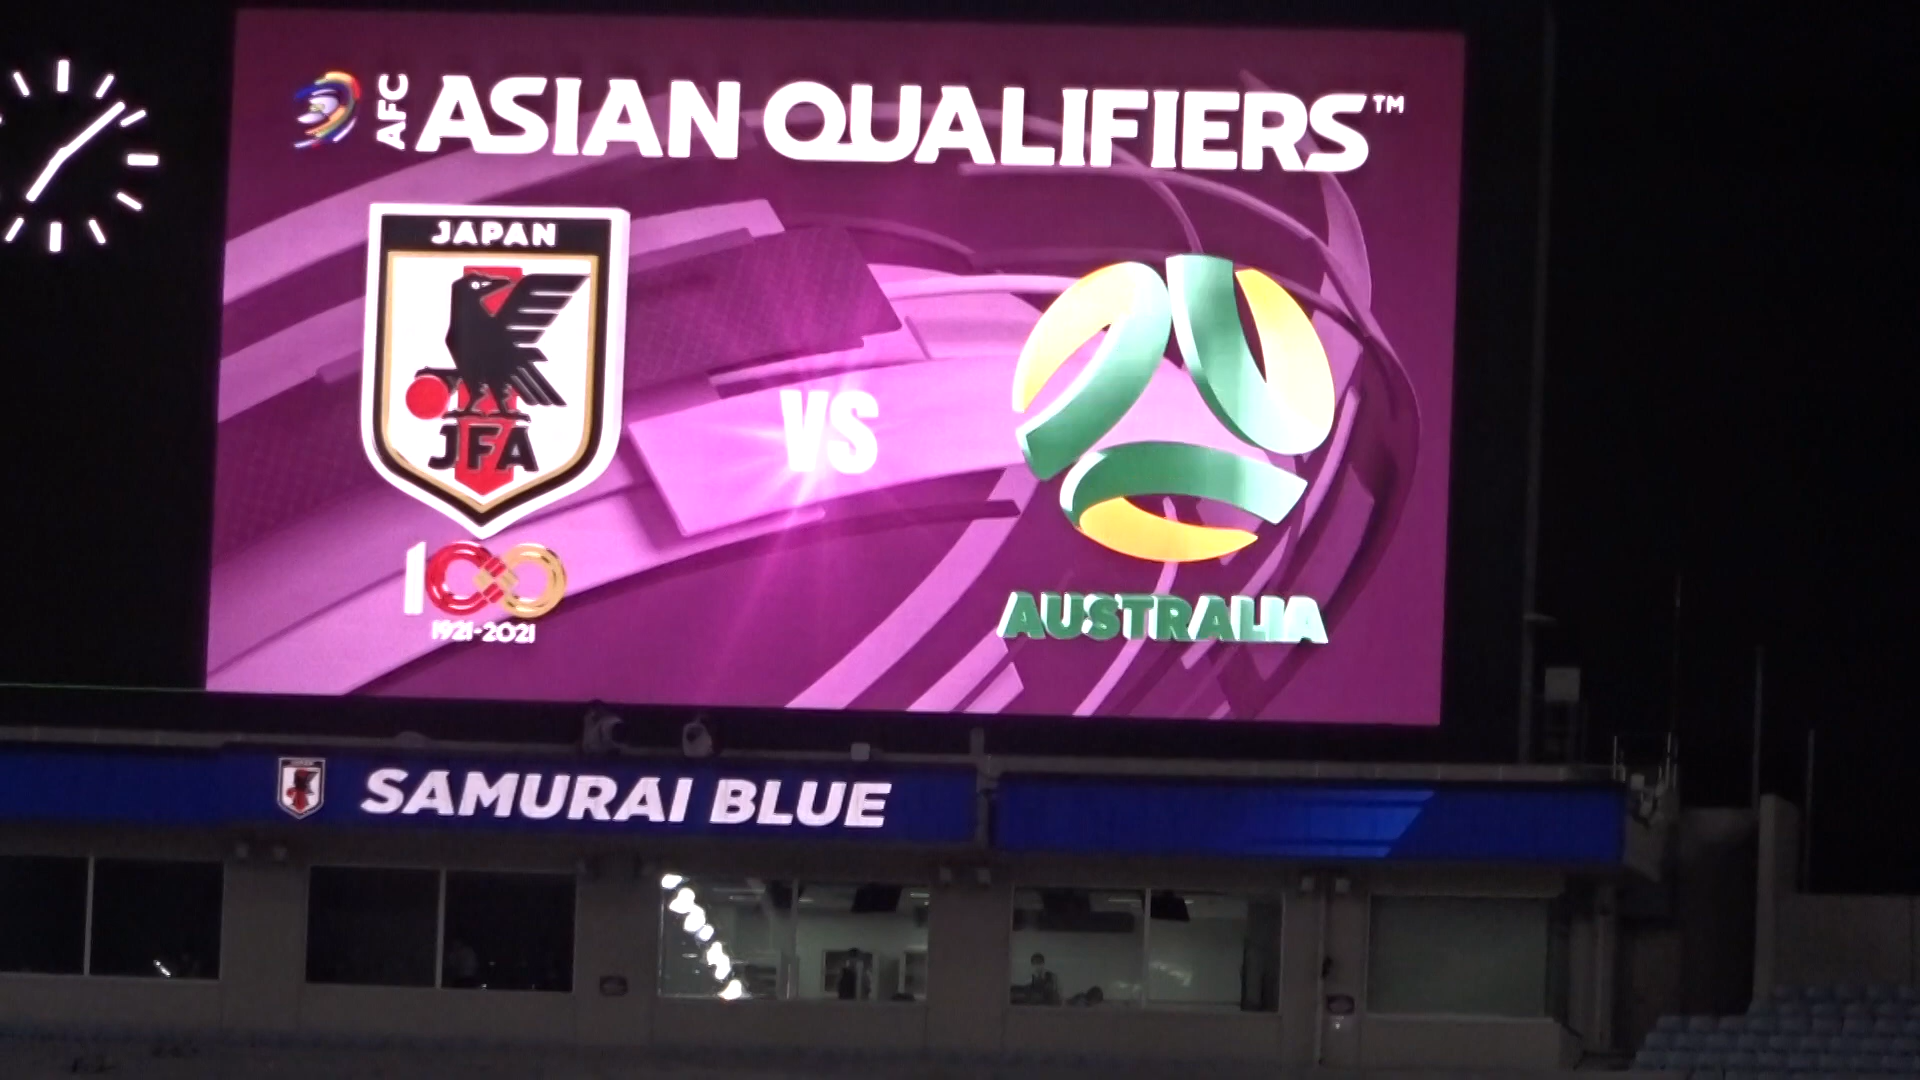 AFC ASIAN QUALIFIERS™
JAPAN
JFA
VS
100
1921-2021
AUSTRALIA
SAMURAI BLUE